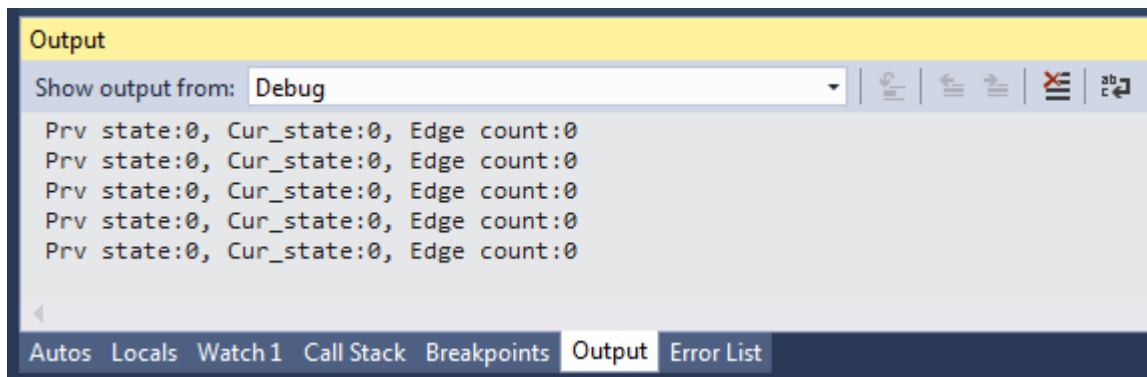 Output
Show output from: Debug
Prv state:0, Cur_state:0, Edge count:0
Prv state:0, Cur_state:0, Edge count:0
Prv state:0, Cur_state:0, Edge count:0
Prv state:0, Cur_state:0, Edge count:0
Prv state:0, Cur_state:0, Edge count:0
Autos Locals Watch 1 Call Stack Breakpoints Output Error List